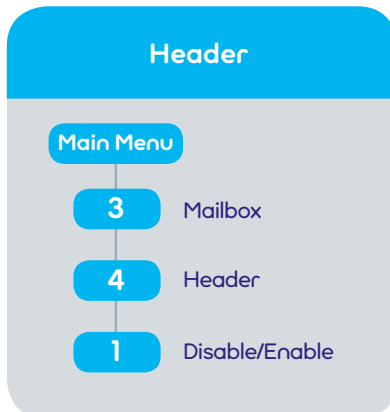 Header
Main Menu
3 Mailbox
4 Header
1 Disable/Enable